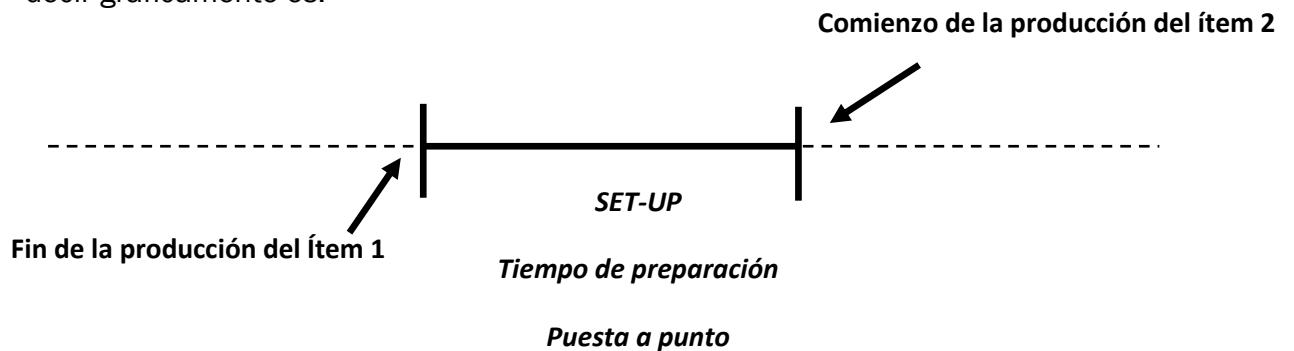 Comienzo de la producción del ítem 2
Fin de la producción del Ítem 1
SET-UP
Tiempo de preparación
Puesta a punto